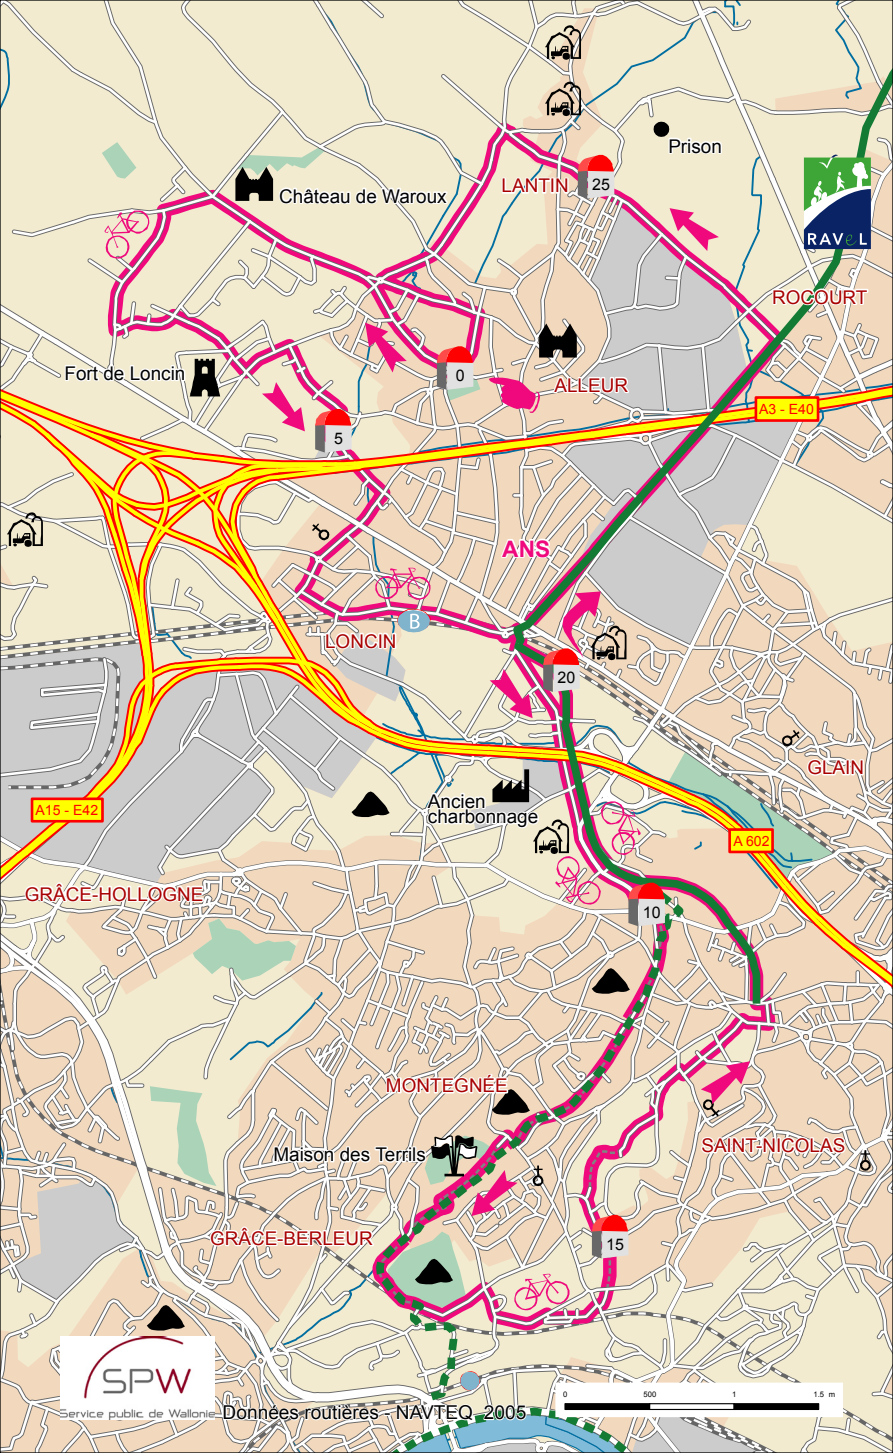 Prison
LANTIN
25
Château de Waroux
RAVeL
ROCOURT
Fort de Loncin
0
ALLEUR
A3 - E40
5
ANS
B
LONCIN
20
GLAIN
Ancien
charbonnage
A15 - E42
A 602
GRÂCE-HOLLOGNE
10
MONTEGNÉE
Maison des Terrils
SAINT-NICOLAS
GRÂCE-BERLEUR
15
SPW
Service public de Wallonie
Données routières - NAVTEQ 2005
0 500 1 1.5 m